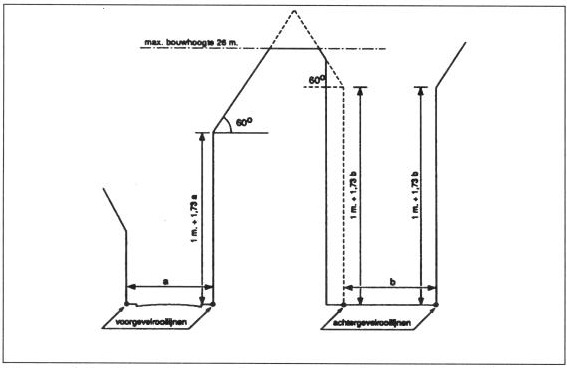 max. bouwhoogte 26 m.
60°
60°
1 m. + 1,73 a
1 m. + 1,73 b
1 m. + 1,73 b
a
b
voorgevelrooilijnen
achtergevelrooilijnen